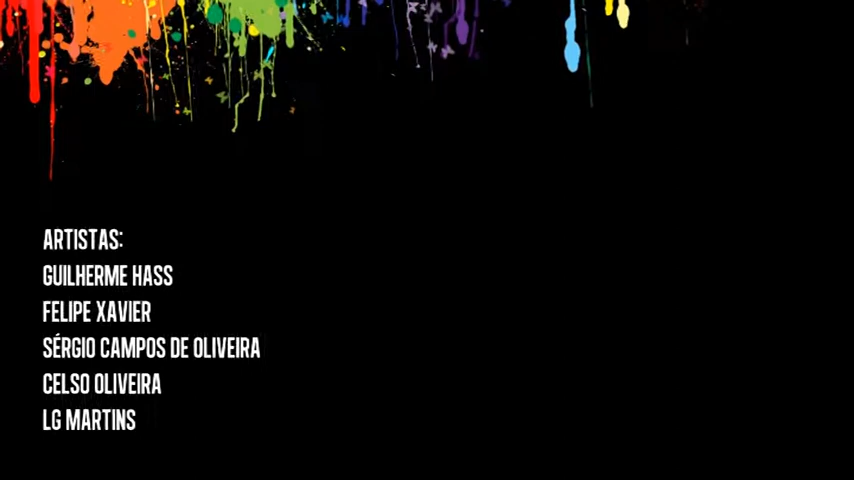 ARTISTAS:
GUILHERME HASS
FELIPE XAVIER
SÉRGIO CAMPOS DE OLIVEIRA
CELSO OLIVEIRA
LG MARTINS